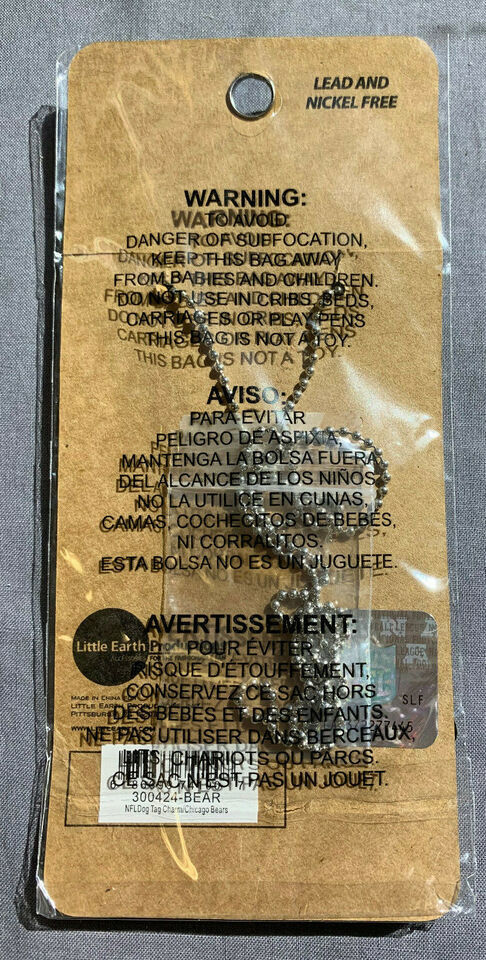 LEAD AND
NICKEL FREE
WARNING:
TO AVOID
DANGER OF SUFFOCATION,
KEEP THIS BAG AWAY
FROM BABIES AND CHILDREN.
DO NOT USE IN CRIBS, BEDS,
CARRIAGES OR PLAY PENS
THIS BAG IS NOT A TOY.
AVISO:
PARA EVITAR
PELIGRO DE ASFIXIA,
MANTENGA LA BOLSA FUERA
DEL ALCANCE DE LOS NIÑOS
NO LA UTILICE EN CUNAS,
CAMAS, COCHECITOS DE BEBÉS,
NI CORRALITOS.
ESTA BOLSA NO ES UN JUGUETE.
AVERTISSEMENT:
POUR ÉVITER
RISQUE D'ÉTOUFFEMENT,
CONSERVEZ CE SAC HORS
DES BÉBÉS ET DES ENFANTS,
NE PAS UTILISER DANS BERCEAUX,
LITS, CHARIOTS OU PARCS.
CE SAC N'EST PAS UN JOUET.
Little Earth
MADE IN CHINA
LITTLE EARTH
SLF
300424-BEAR
NFLDog Tag Charm/Chicago Bears